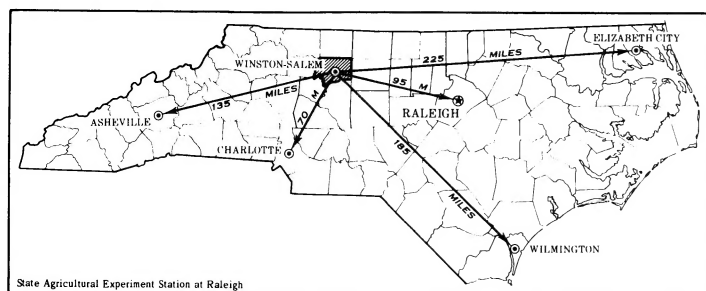 ELIZABETH CITY
225 MILES
WINSTON-SALEM
95 M
135 MILES
RALEIGH
ASHEVILLE
70 M
CHARLOTTE
185 MILES
WILMINGTON
State Agricultural Experiment Station at Raleigh